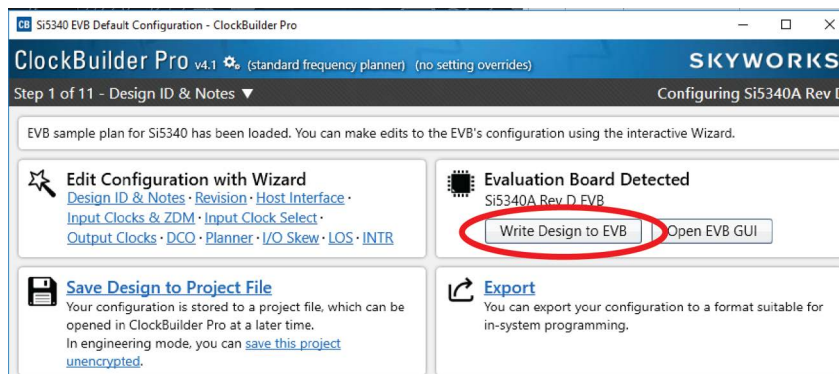 CB Si5340 EVB Default Configuration - ClockBuilder Pro
ClockBuilder Pro v4.1 (standard frequency planner) (no setting overrides) SKYWORKS
Step 1 of 11 - Design ID & Notes ▼ Configuring Si5340A Rev D
EVB sample plan for Si5340 has been loaded. You can make edits to the EVB's configuration using the interactive Wizard.
Edit Configuration with Wizard
Design ID & Notes · Revision · Host Interface ·
Input Clocks & ZDM · Input Clock Select ·
Output Clocks · DCO · Planner · I/O Skew · LOS · INTR
Evaluation Board Detected
Si5340A Rev D EVB
Write Design to EVB Open EVB GUI
Save Design to Project File
Your configuration is stored to a project file, which can be
opened in ClockBuilder Pro at a later time.
In engineering mode, you can save this project
unencrypted.
Export
You can export your configuration to a format suitable for
in-system programming.